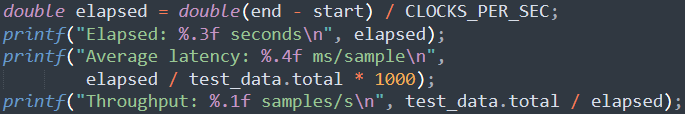 double elapsed = double(end - start) / CLOCKS_PER_SEC;
printf("Elapsed: %.3f seconds\n", elapsed);
printf("Average latency: %.4f ms/sample\n",
        elapsed / test_data.total * 1000);
printf("Throughput: %.1f samples/s\n", test_data.total / elapsed);